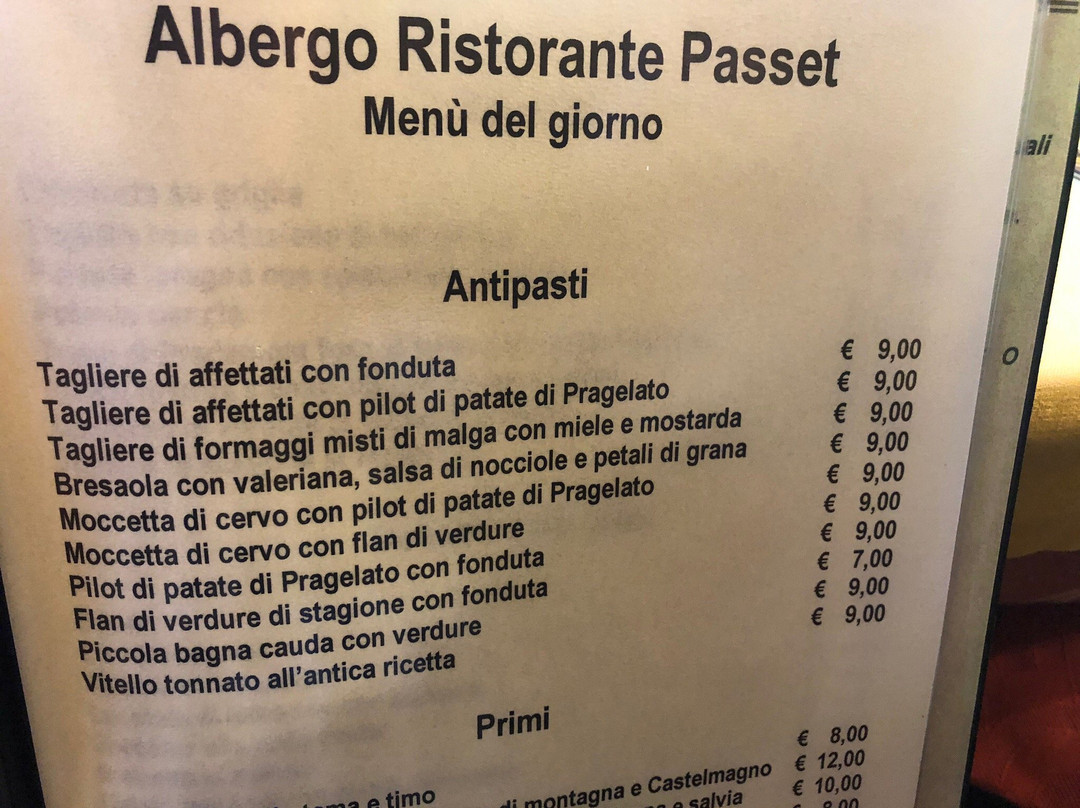 Albergo Ristorante Passet
Menù del giorno
Antipasti
Tagliere di affettati con fonduta € 9,00
Tagliere di affettati con pilot di patate di Pragelato € 9,00
Tagliere di formaggi misti di malga con miele e mostarda € 9,00
Bresaola con valeriana, salsa di nocciole e petali di grana € 9,00
Moccetta di cervo con pilot di patate di Pragelato € 9,00
Moccetta di cervo con flan di verdure € 9,00
Pilot di patate di Pragelato con fonduta € 9,00
Flan di verdure di stagione con fonduta € 7,00
Piccola bagna cauda con verdure € 9,00
Vitello tonnato all'antica ricetta € 9,00
Primi
e timo € 8,00
di montagna e Castelmagno € 12,00
e salvia € 10,00